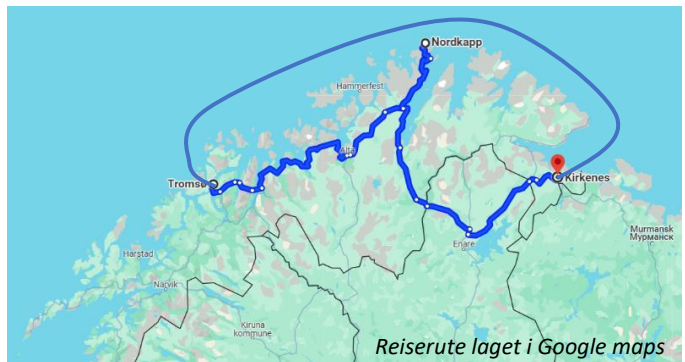 Nordkapp
Hammerfest
Alta
Tromsø
Kirkenes
Murmansk
Мурманск
Enare
Harstad
Narvik
Kiruna
kommune
Reiserute laget i Google maps